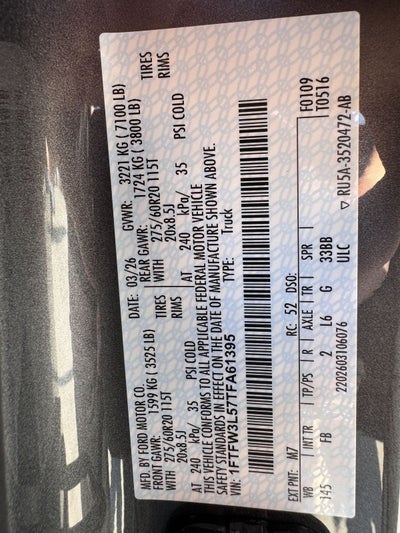 MFD. BY FORD MOTOR CO.
DATE: 03/26 GVWR: 3221 KG ( 7100 LB)
FRONT GAWR: 1599 KG ( 3525 LB) REAR GAWR: 1724 KG ( 3800 LB)
WITH 275/60R20 115T TIRES WITH 275/60R20 115T TIRES
20x8.5J RIMS 20x8.5J RIMS
AT 240 kPa/ 35 PSI COLD AT 240 kPa/ 35 PSI COLD
THIS VEHICLE CONFORMS TO ALL APPLICABLE FEDERAL MOTOR VEHICLE
SAFETY STANDARDS IN EFFECT ON THE DATE OF MANUFACTURE SHOWN ABOVE.
VIN: 1FTFW3L57TFA61395 TYPE: Truck
F0109
T0516
EXT PNT: M7 RC: 52 DSO:
WB INT TR TP/PS R AXLE TR SPR
145 FB 2 L6 G 33BB
2202603106076 ULC
▽ RU5A-3520472-AB